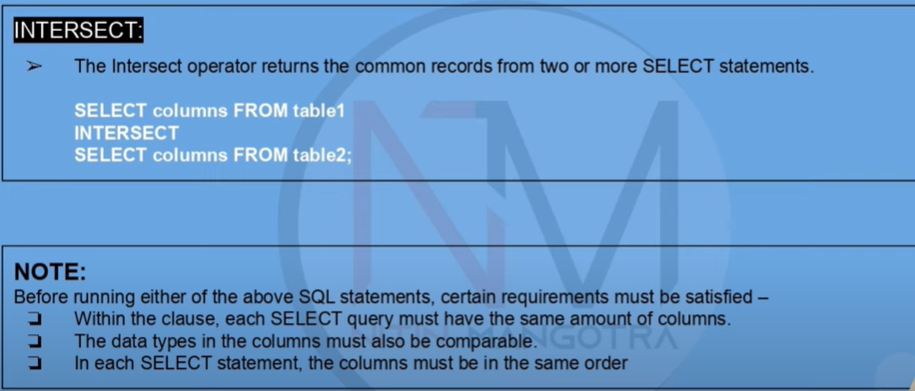 INTERSECT:
➢ The Intersect operator returns the common records from two or more SELECT statements.
SELECT columns FROM table1
INTERSECT
SELECT columns FROM table2;
NOTE:
Before running either of the above SQL statements, certain requirements must be satisfied –
❑ Within the clause, each SELECT query must have the same amount of columns.
❑ The data types in the columns must also be comparable.
❑ In each SELECT statement, the columns must be in the same order
NM
NITIN MANGOTRA